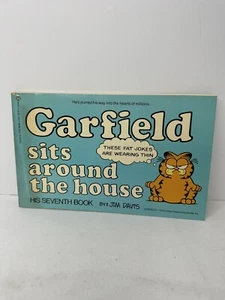 He's pounced his way into the hearts of millions
Garfield
THESE FAT JOKES
ARE WEARING THIN
sits
around
the house
HIS SEVENTH BOOK
BY: JIM DAVIS